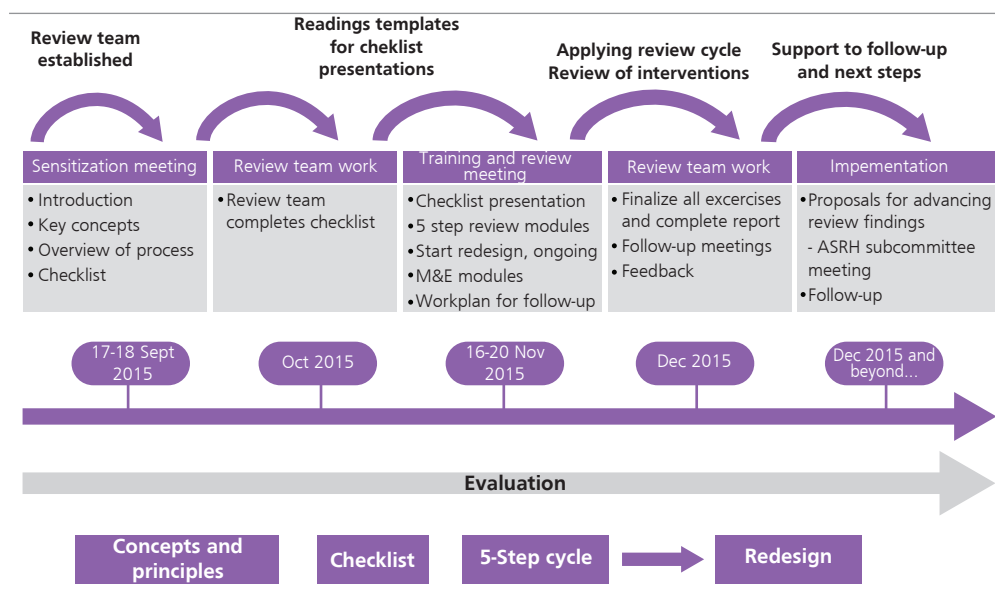 Review team
established
Readings templates
for cheklist
presentations
Applying review cycle
Review of interventions
Support to follow-up
and next steps
Sensitization meeting
• Introduction
• Key concepts
• Overview of process
• Checklist
Review team work
• Review team
completes checklist
Training and review
meeting
• Checklist presentation
• 5 step review modules
• Start redesign, ongoing
• M&E modules
• Workplan for follow-up
Review team work
• Finalize all excercises
and complete report
• Follow-up meetings
• Feedback
Impementation
• Proposals for advancing
review findings
- ASRH subcommittee
meeting
• Follow-up
17-18 Sept
2015
Oct 2015
16-20 Nov
2015
Dec 2015
Dec 2015 and
beyond...
Evaluation
Concepts and
principles
Checklist
5-Step cycle
Redesign